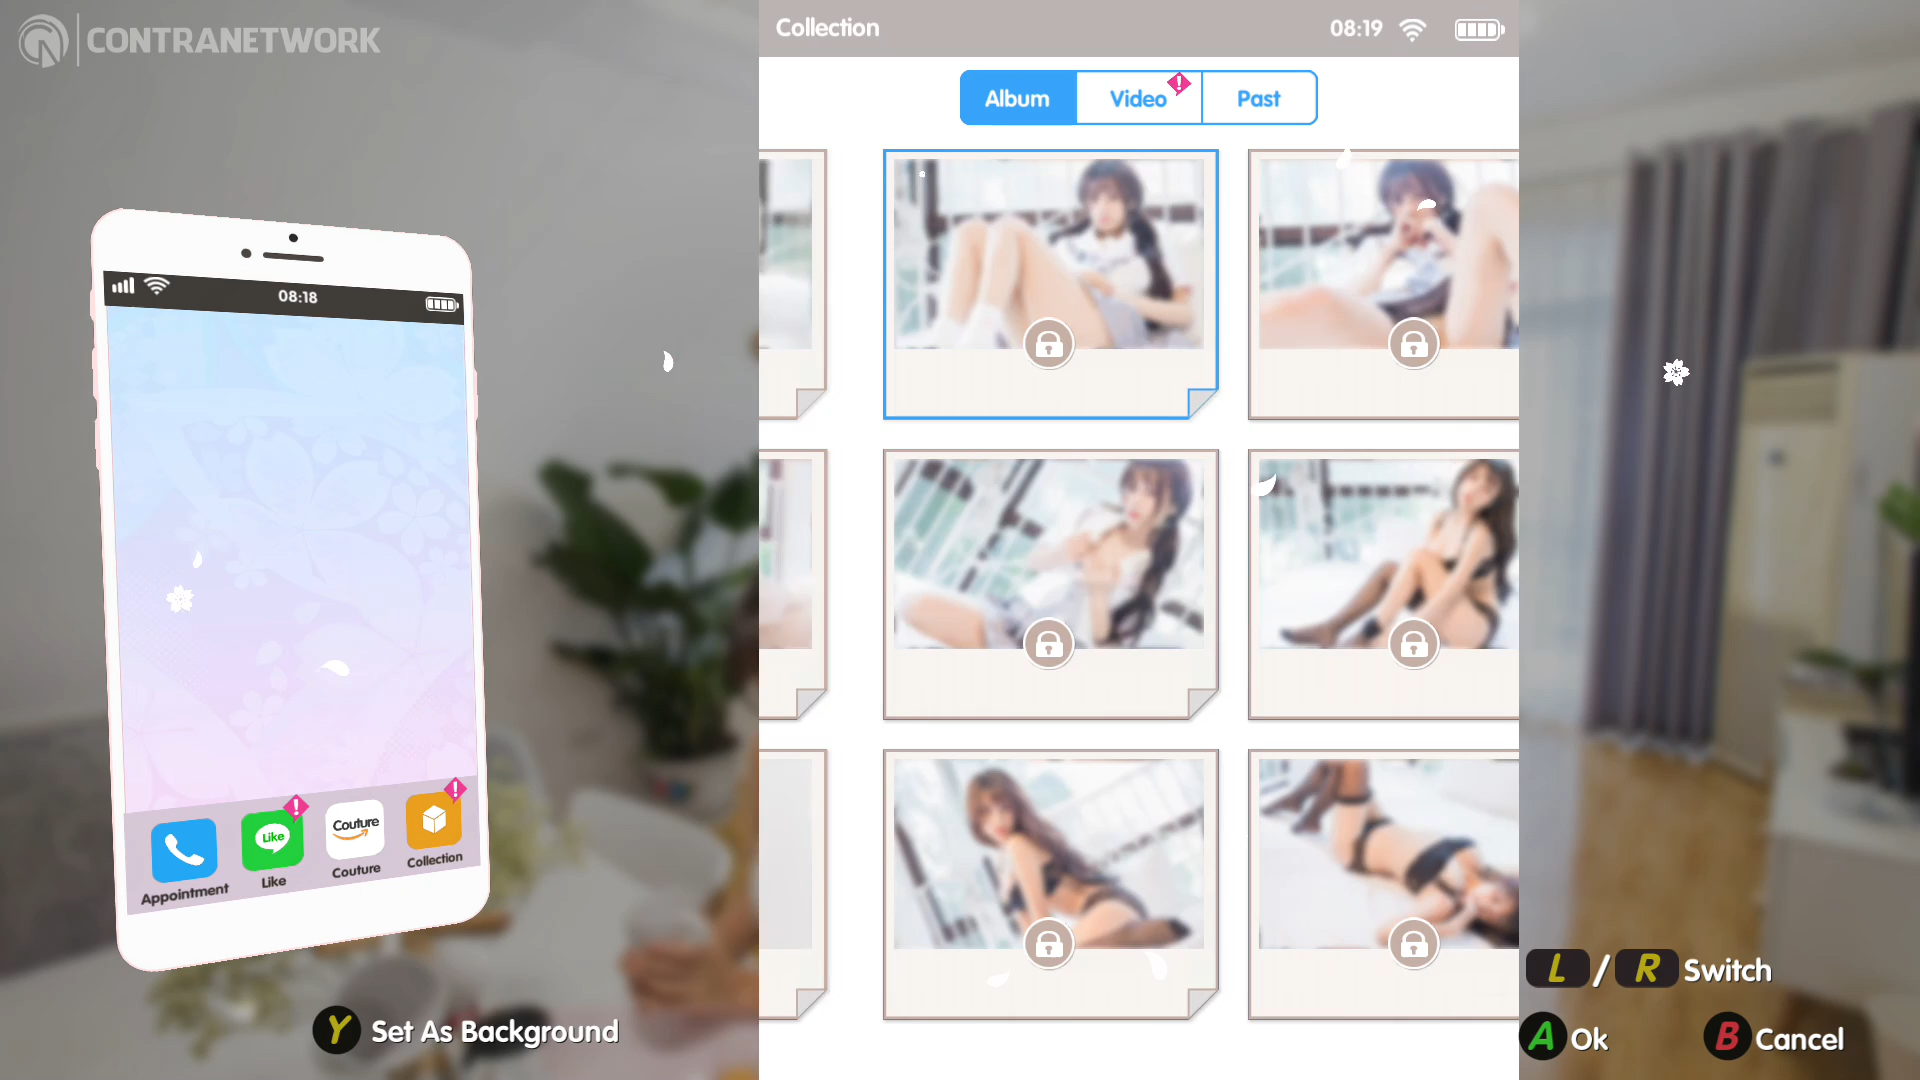 CONTRANETWORK
Collection
08:19
Album
Video
!
Past
08:18
!
Like
Couture
!
Appointment
Like
Couture
Collection
Y Set As Background
L / R Switch
A Ok
B Cancel